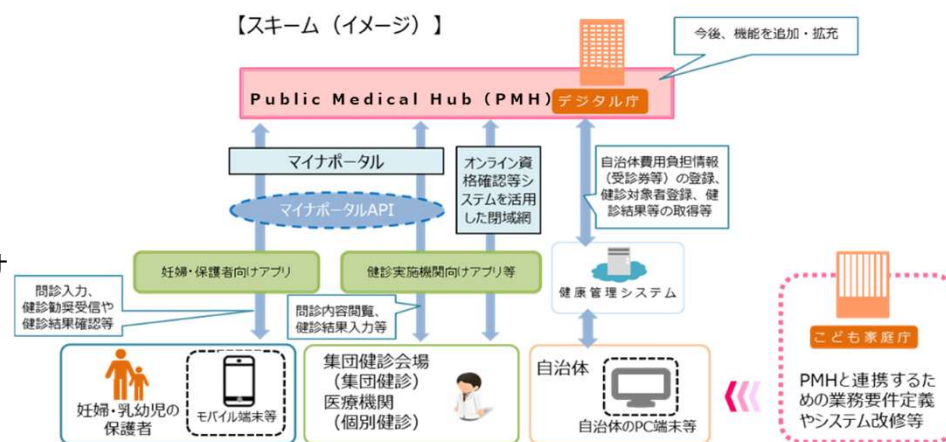 【スキーム（イメージ）】
今後、機能を追加・拡充
Public Medical Hub（PMH）
デジタル庁
マイナポータル
マイナポータルAPI
オンライン資
格確認等シ
ステムを活用
した閉域網
自治体費用負担情報
（受診券等）の登録、
健診対象者登録、健
診結果等の取得等
妊婦・保護者向けアプリ
健診実施機関向けアプリ等
健康管理システム
問診入力、
健診勧奨受信や
健診結果確認等
問診内容閲覧、
健診結果入力等
こども家庭庁
PMHと連携するた
めの業務要件定義
やシステム改修等
妊婦・乳幼児の
保護者
モバイル端末等
集団健診会場
（集団健診）
医療機関
（個別健診）
自治体
自治体のPC端末等